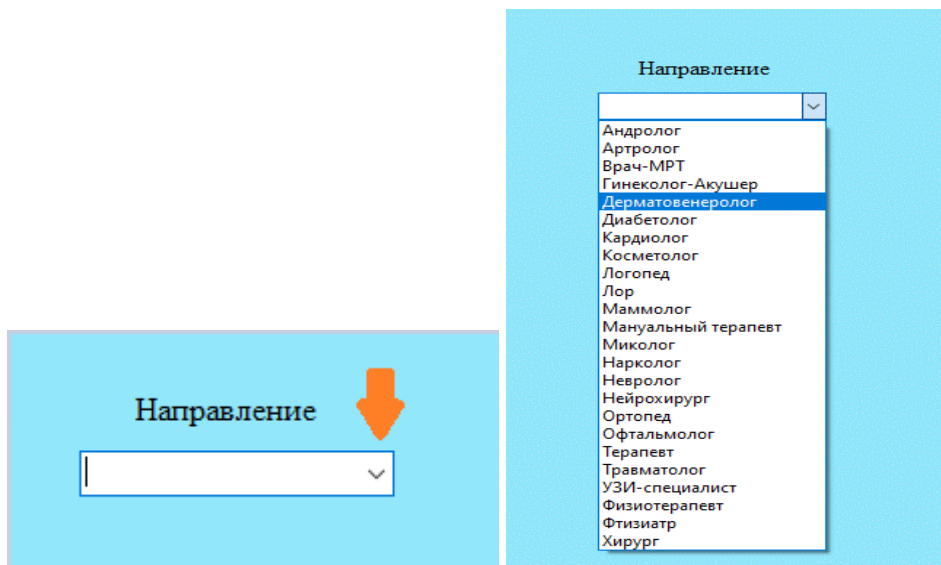 Направление
Направление
Андролог
Артролог
Врач-МРТ
Гинеколог-Акушер
Дерматовенеролог
Диабетолог
Кардиолог
Косметолог
Логопед
Лор
Маммолог
Мануальный терапевт
Миколог
Нарколог
Невролог
Нейрохирург
Ортопед
Офтальмолог
Терапевт
Травматолог
УЗИ-специалист
Физиотерапевт
Фтизиатр
Хирург